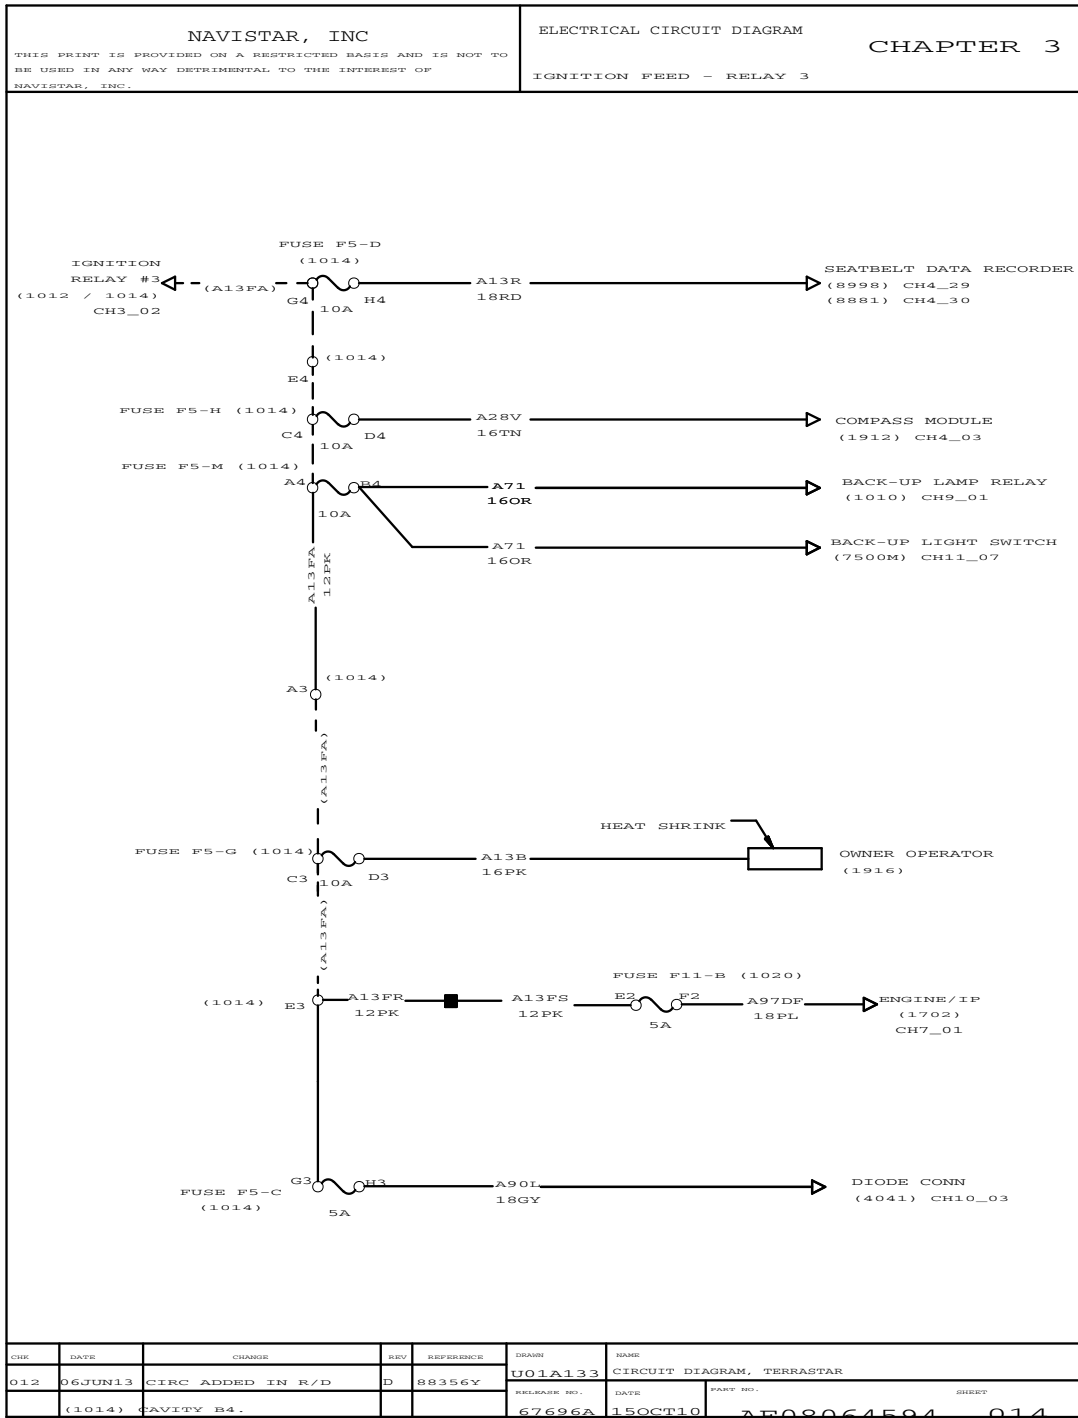 NAVISTAR, INC
THIS PRINT IS PROVIDED ON A RESTRICTED BASIS AND IS NOT TO
BE USED IN ANY WAY DETRIMENTAL TO THE INTEREST OF
NAVISTAR, INC.
ELECTRICAL CIRCUIT DIAGRAM
IGNITION FEED - RELAY 3
CHAPTER 3
FUSE F5-D
(1014)
IGNITION
RELAY #3
(1012 / 1014)
CH3_02
(A13FA)
G4
10A
H4
A13R
18RD
SEATBELT DATA RECORDER
(8998) CH4_29
(8881) CH4_30
(1014)
E4
FUSE F5-H (1014)
C4
10A
D4
A28V
16TN
COMPASS MODULE
(1912) CH4_03
FUSE F5-M (1014)
A4
10A
B4
A71
16OR
BACK-UP LAMP RELAY
(1010) CH9_01
A71
16OR
BACK-UP LIGHT SWITCH
(7500M) CH11_07
A13FA
12PK
(1014)
A3
(A13FA)
HEAT SHRINK
FUSE F5-G (1014)
C3
10A
D3
A13B
16PK
OWNER OPERATOR
(1916)
(A13FA)
(1014)
E3
A13FR
12PK
A13FS
12PK
FUSE F11-B (1020)
E2
F2
5A
A97DF
18PL
ENGINE/IP
(1702)
CH7_01
G3
H3
FUSE F5-C
(1014)
5A
A90L
18GY
DIODE CONN
(4041) CH10_03
CHK DATE CHANGE REV REFERENCE
012 06JUN13 CIRC ADDED IN R/D D 88356Y
(1014) CAVITY B4.
DRAWN
U01A133
NAME
CIRCUIT DIAGRAM, TERRASTAR
RELEASE NO.
67696A
DATE
15OCT10
PART NO.
AF08064594
SHEET
014